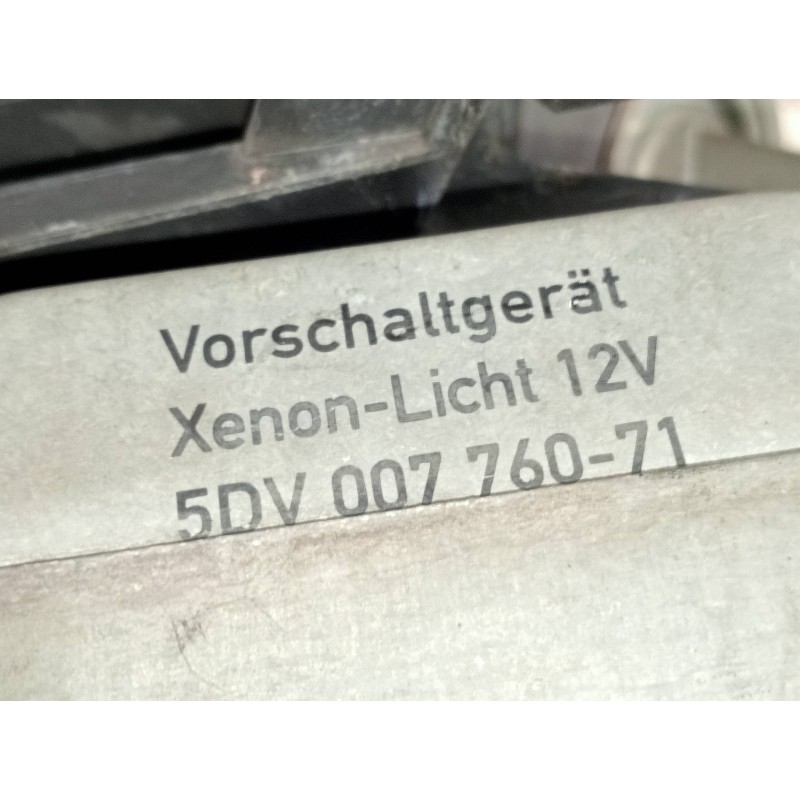 Vorschaltgerät
Xenon-Licht 12V
5DV 007 760-71